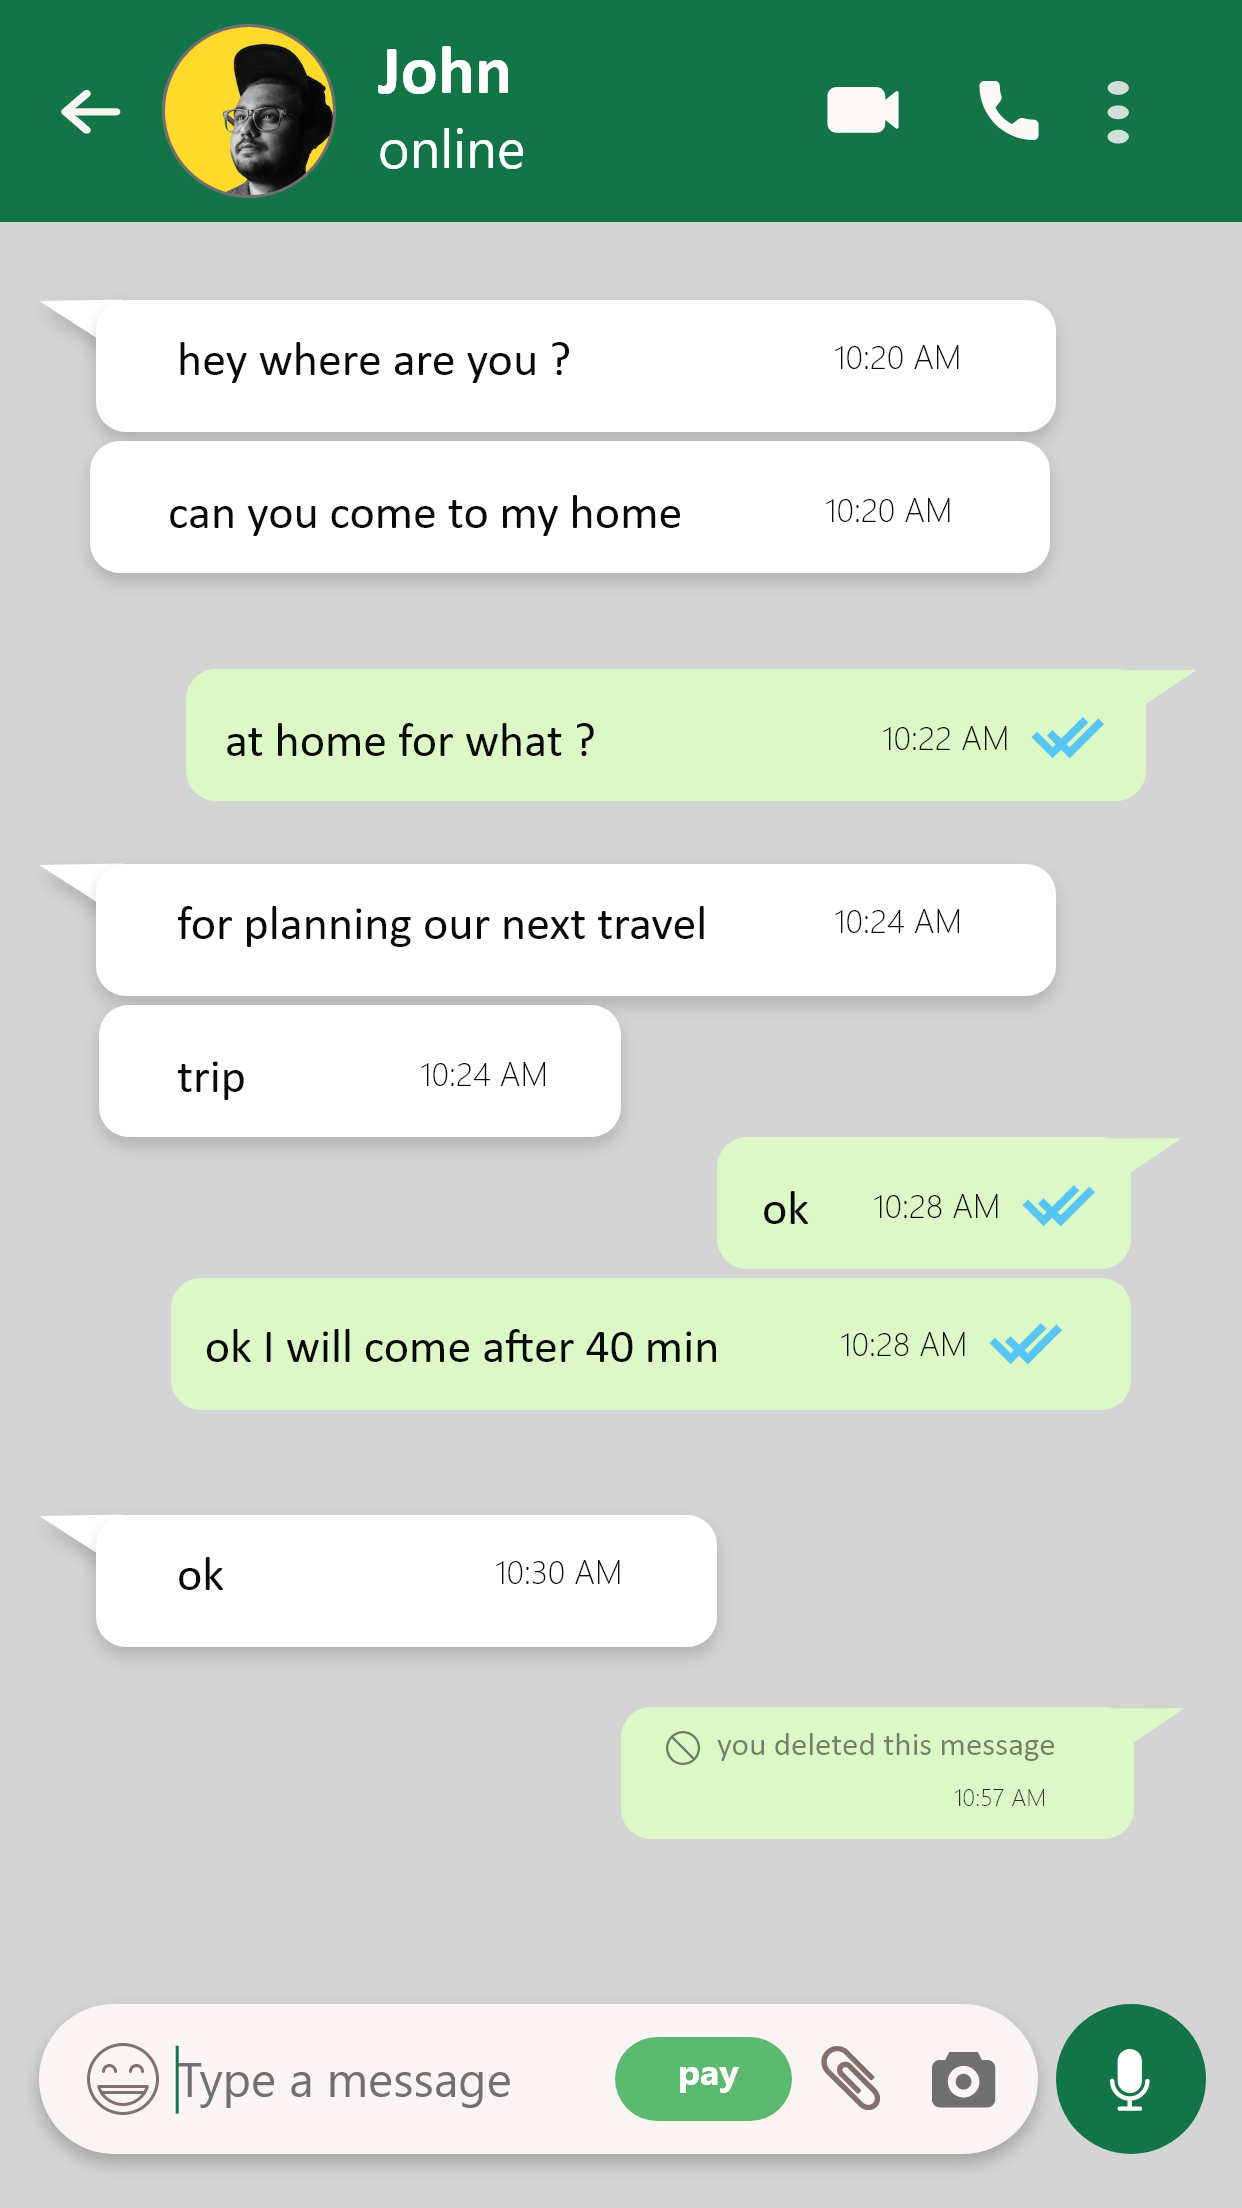 John
online
hey where are you ? 10:20 AM
can you come to my home 10:20 AM
at home for what ? 10:22 AM
for planning our next travel 10:24 AM
trip 10:24 AM
ok 10:28 AM
ok I will come after 40 min 10:28 AM
ok 10:30 AM
you deleted this message
10:57 AM
Type a message pay